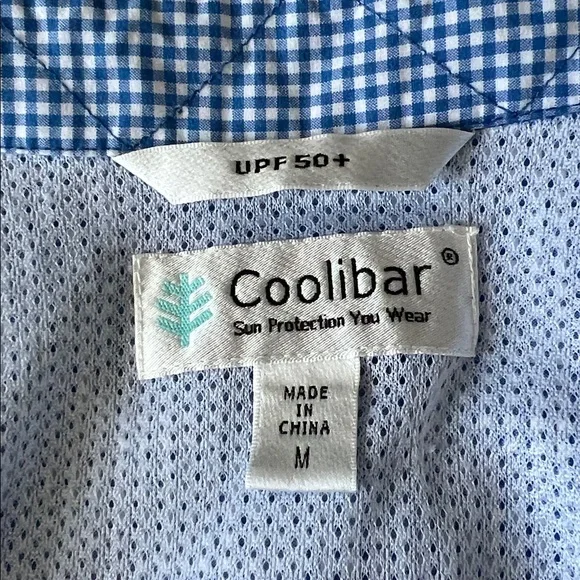 UPF 50+
Coolibar®
Sun Protection You Wear
MADE
IN
CHINA
M